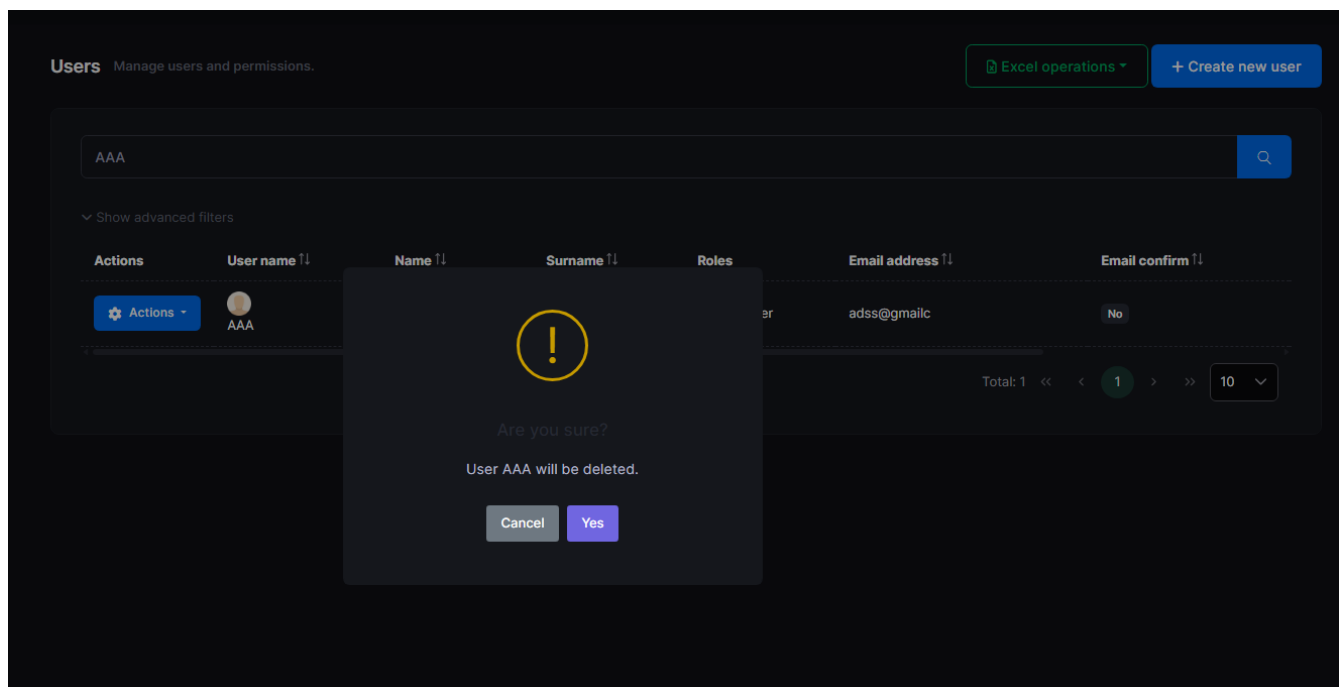 Users Manage users and permissions.
Excel operations
+ Create new user
AAA
Show advanced filters
Actions User name Name Surname Roles Email address Email confirm
Actions AAA er adss@gmailc No
Total: 1 « < 1 > » 10
!
Are you sure?
User AAA will be deleted.
Cancel Yes